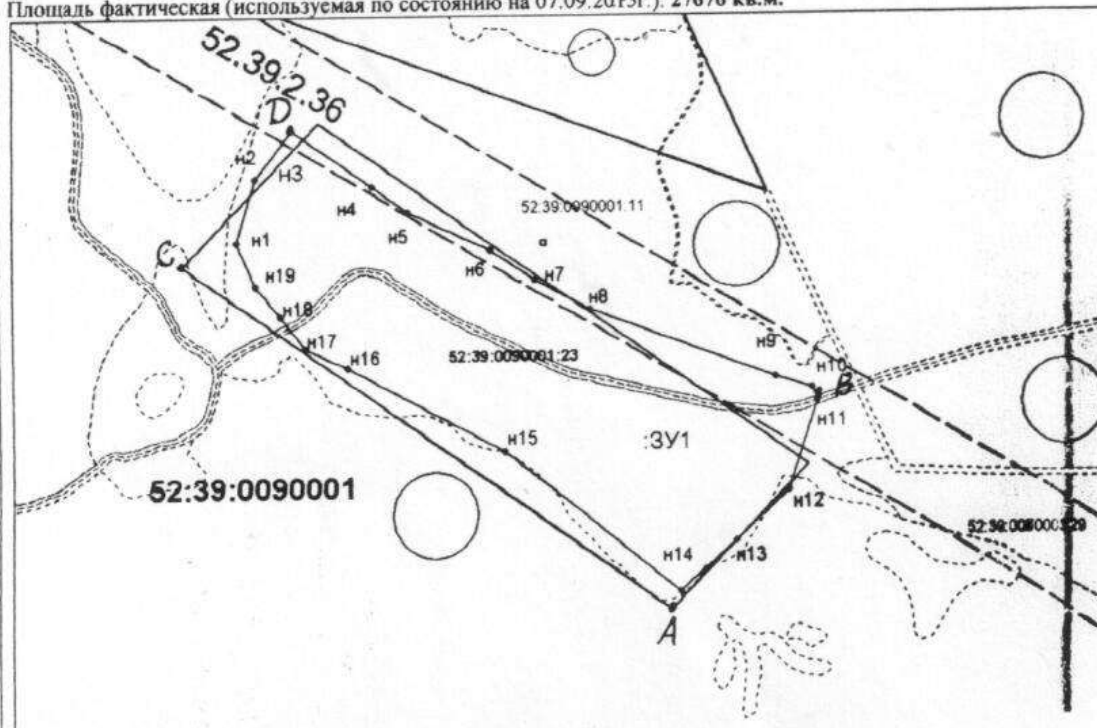 Площадь фактическая (используемая по состоянию на 07.09.2015г.): 27676 кв.м.
52.39.2.36
D
н2
н3
н4
52:39:0090001:11
н5
н6
н7
н1
C
н19
н8
н18
н17
н16
52:39:0090001:23
н9
н10
B
н11
н15
:ЗУ1
52:39:0090001
н12
н13
н14
A